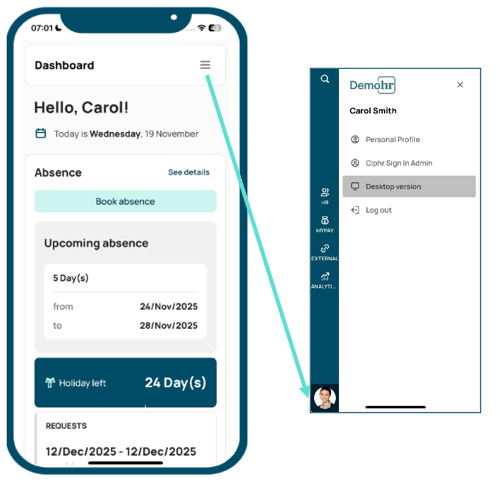 07:01
Dashboard
Hello, Carol!
Today is Wednesday, 19 November
Absence
See details
Book absence
Upcoming absence
5 Day(s)
from 24/Nov/2025
to 28/Nov/2025
Holiday left 24 Day(s)
REQUESTS
12/Dec/2025 - 12/Dec/2025
Demohr
Carol Smith
Personal Profile
Ciphr Sign In Admin
Desktop version
Log out
HR
MYPAY
EXTERNAL
ANALYTI...